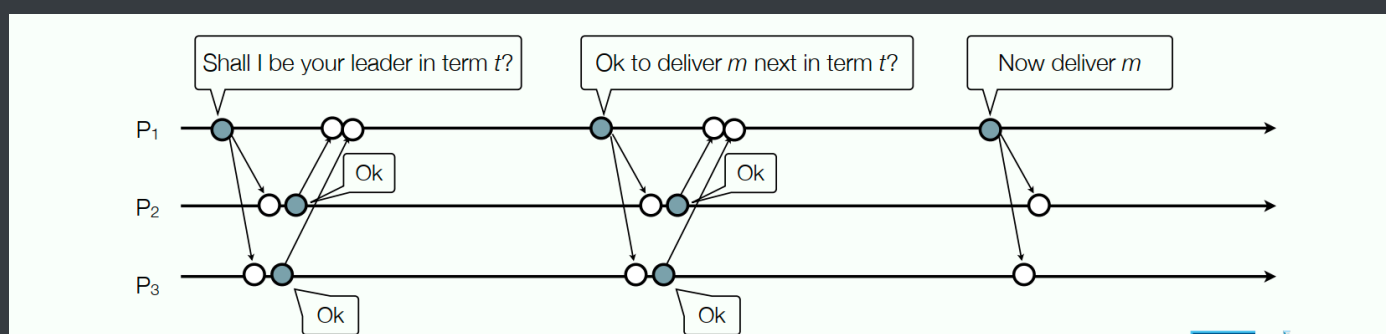 Shall I be your leader in term t?
Ok to deliver m next in term t?
Now deliver m
P₁
Ok
Ok
P₂
P₃
Ok
Ok